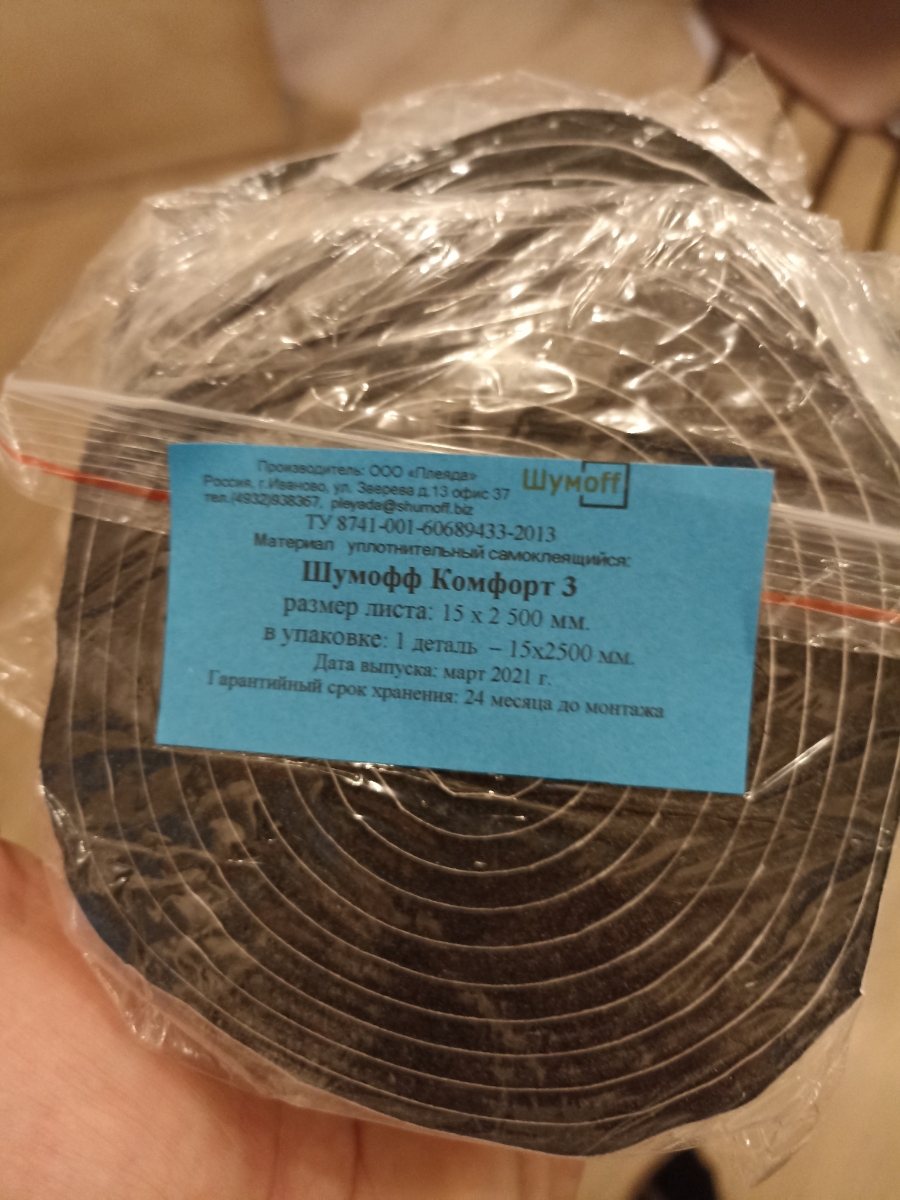 Производитель: ООО «Плеяда»
Россия, г.Иваново, ул. Зверева д.13 офис 37
тел.(4932)938367, pleyada@shumoff.biz
Шумoff
ТУ 8741-001-60689433-2013
Материал уплотнительный самоклеящийся:
Шумофф Комфорт 3
размер листа: 15 х 2 500 мм.
в упаковке: 1 деталь – 15х2500 мм.
Дата выпуска: март 2021 г.
Гарантийный срок хранения: 24 месяца до монтажа